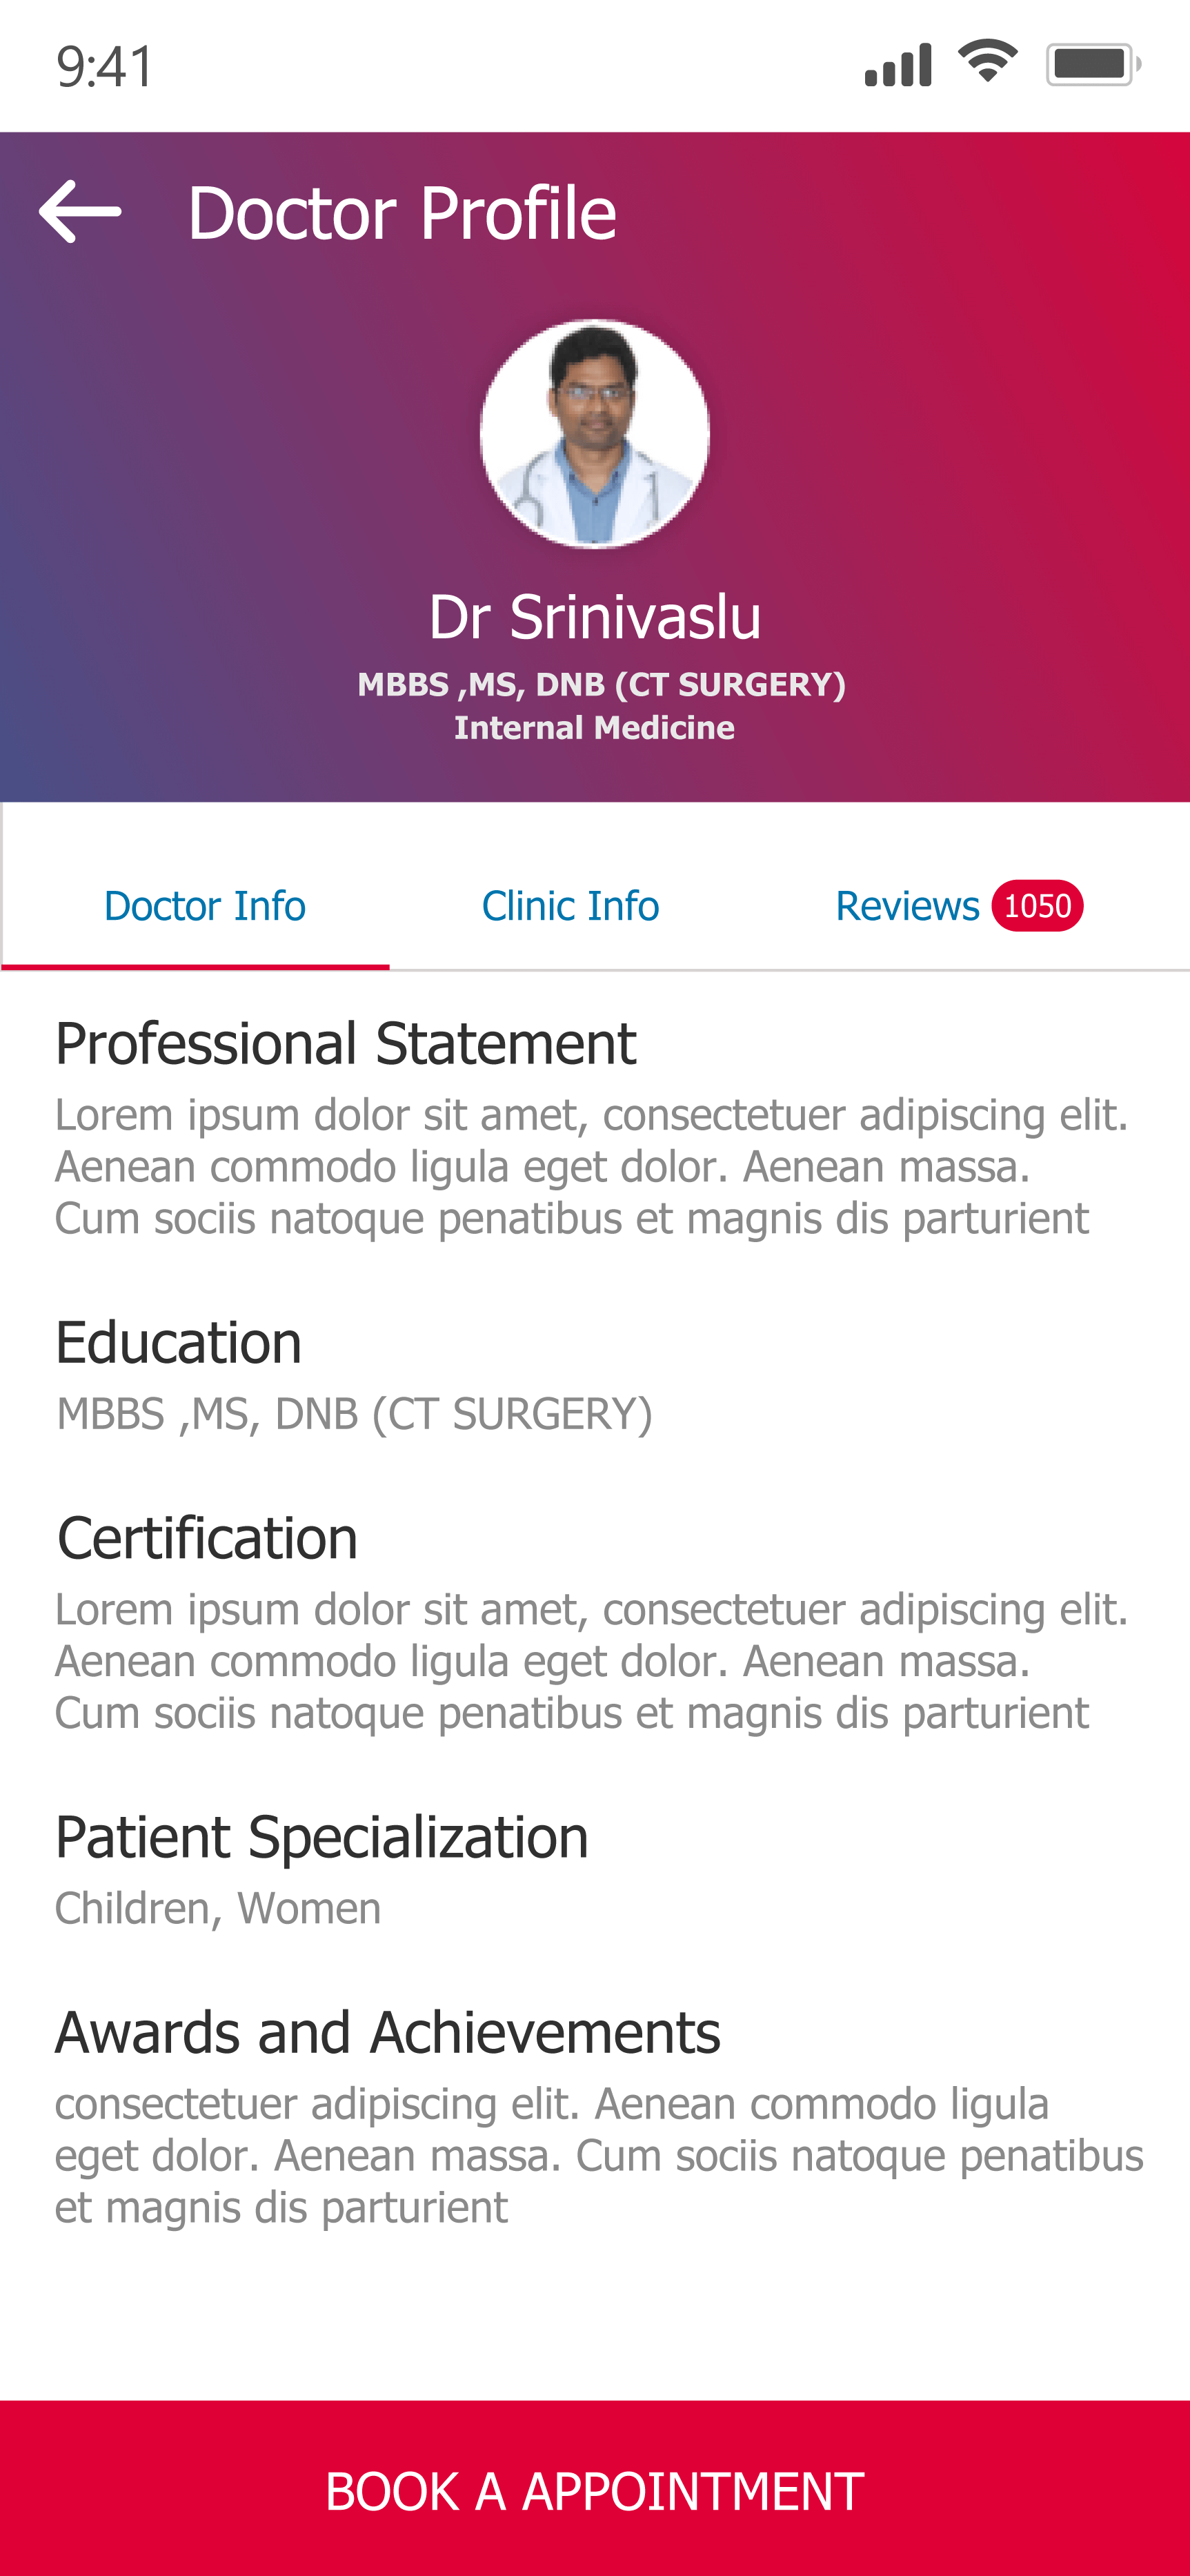 9:41
Doctor Profile
Dr Srinivaslu
MBBS ,MS, DNB (CT SURGERY)
Internal Medicine
Doctor Info Clinic Info Reviews 1050
Professional Statement
Lorem ipsum dolor sit amet, consectetuer adipiscing elit.
Aenean commodo ligula eget dolor. Aenean massa.
Cum sociis natoque penatibus et magnis dis parturient
Education
MBBS ,MS, DNB (CT SURGERY)
Certification
Lorem ipsum dolor sit amet, consectetuer adipiscing elit.
Aenean commodo ligula eget dolor. Aenean massa.
Cum sociis natoque penatibus et magnis dis parturient
Patient Specialization
Children, Women
Awards and Achievements
consectetuer adipiscing elit. Aenean commodo ligula
eget dolor. Aenean massa. Cum sociis natoque penatibus
et magnis dis parturient
BOOK A APPOINTMENT